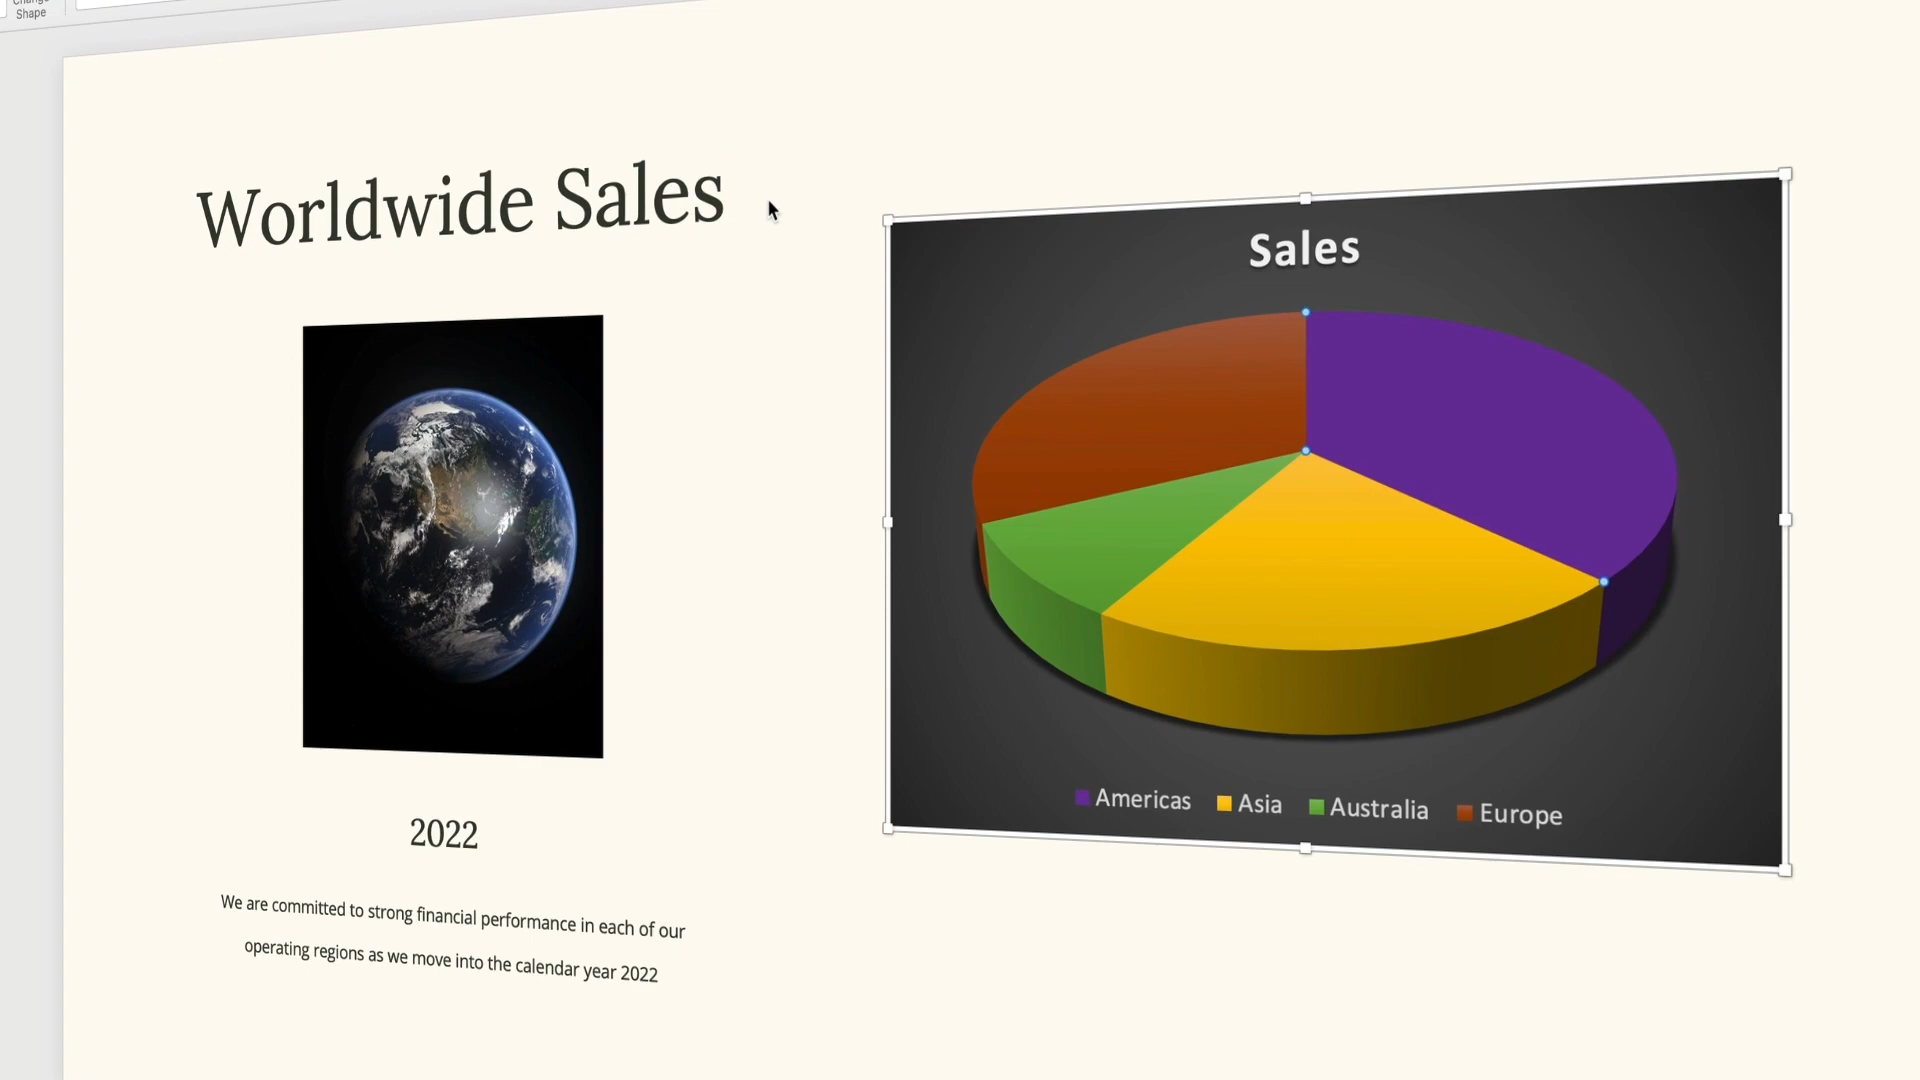 Shape
Worldwide Sales
Sales
Americas Asia Australia Europe
2022
We are committed to strong financial performance in each of our
operating regions as we move into the calendar year 2022